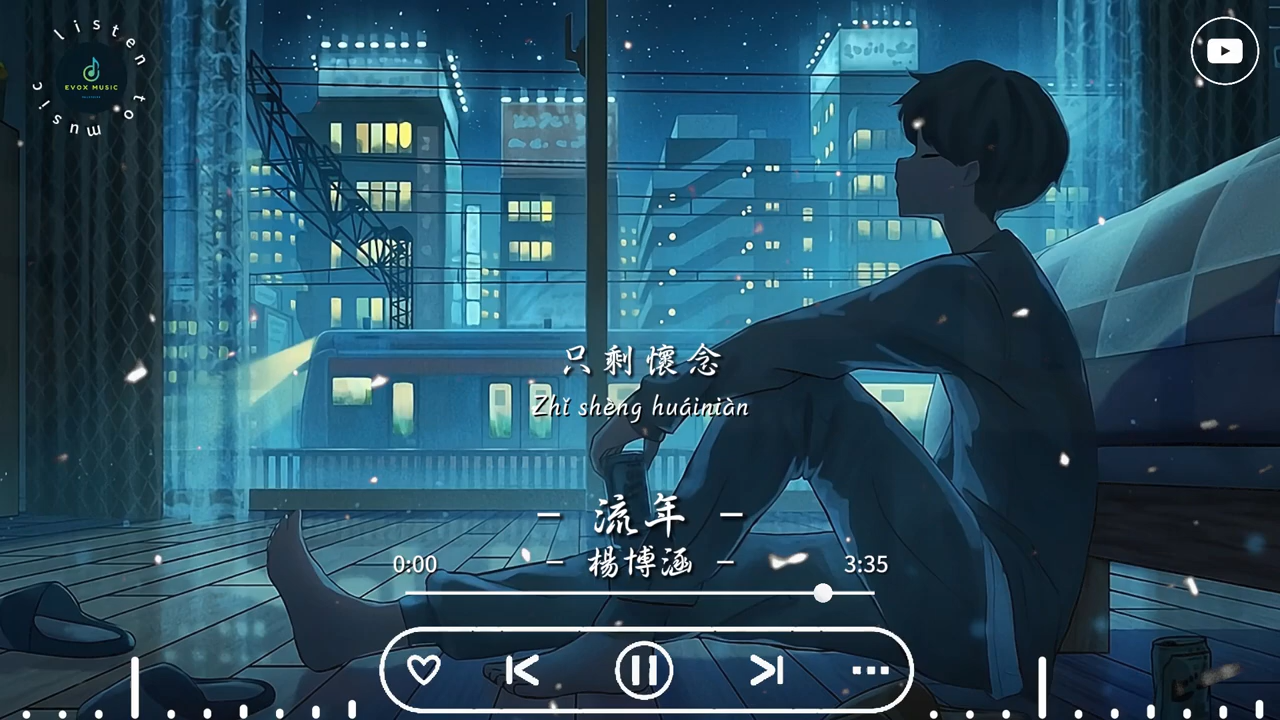 listen to music
EVOX MUSIC
只剩懷念
Zhǐ shèng huáiniàn
– 流年 –
0:00
– 楊博涵 –
3:35